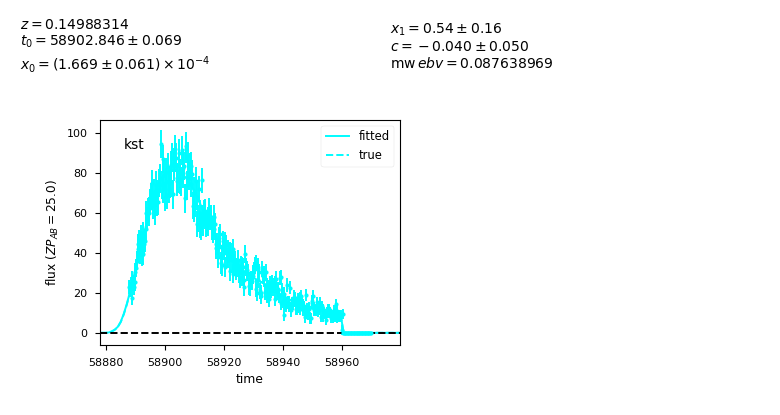 z = 0.14988314
t₀ = 58902.846 ± 0.069
x₀ = (1.669 ± 0.061) × 10⁻⁴
x₁ = 0.54 ± 0.16
c = −0.040 ± 0.050
mw ebv = 0.087638969
kst
fitted
true
100
80
60
40
20
0
flux (ZP_AB = 25.0)
58880 58900 58920 58940 58960
time